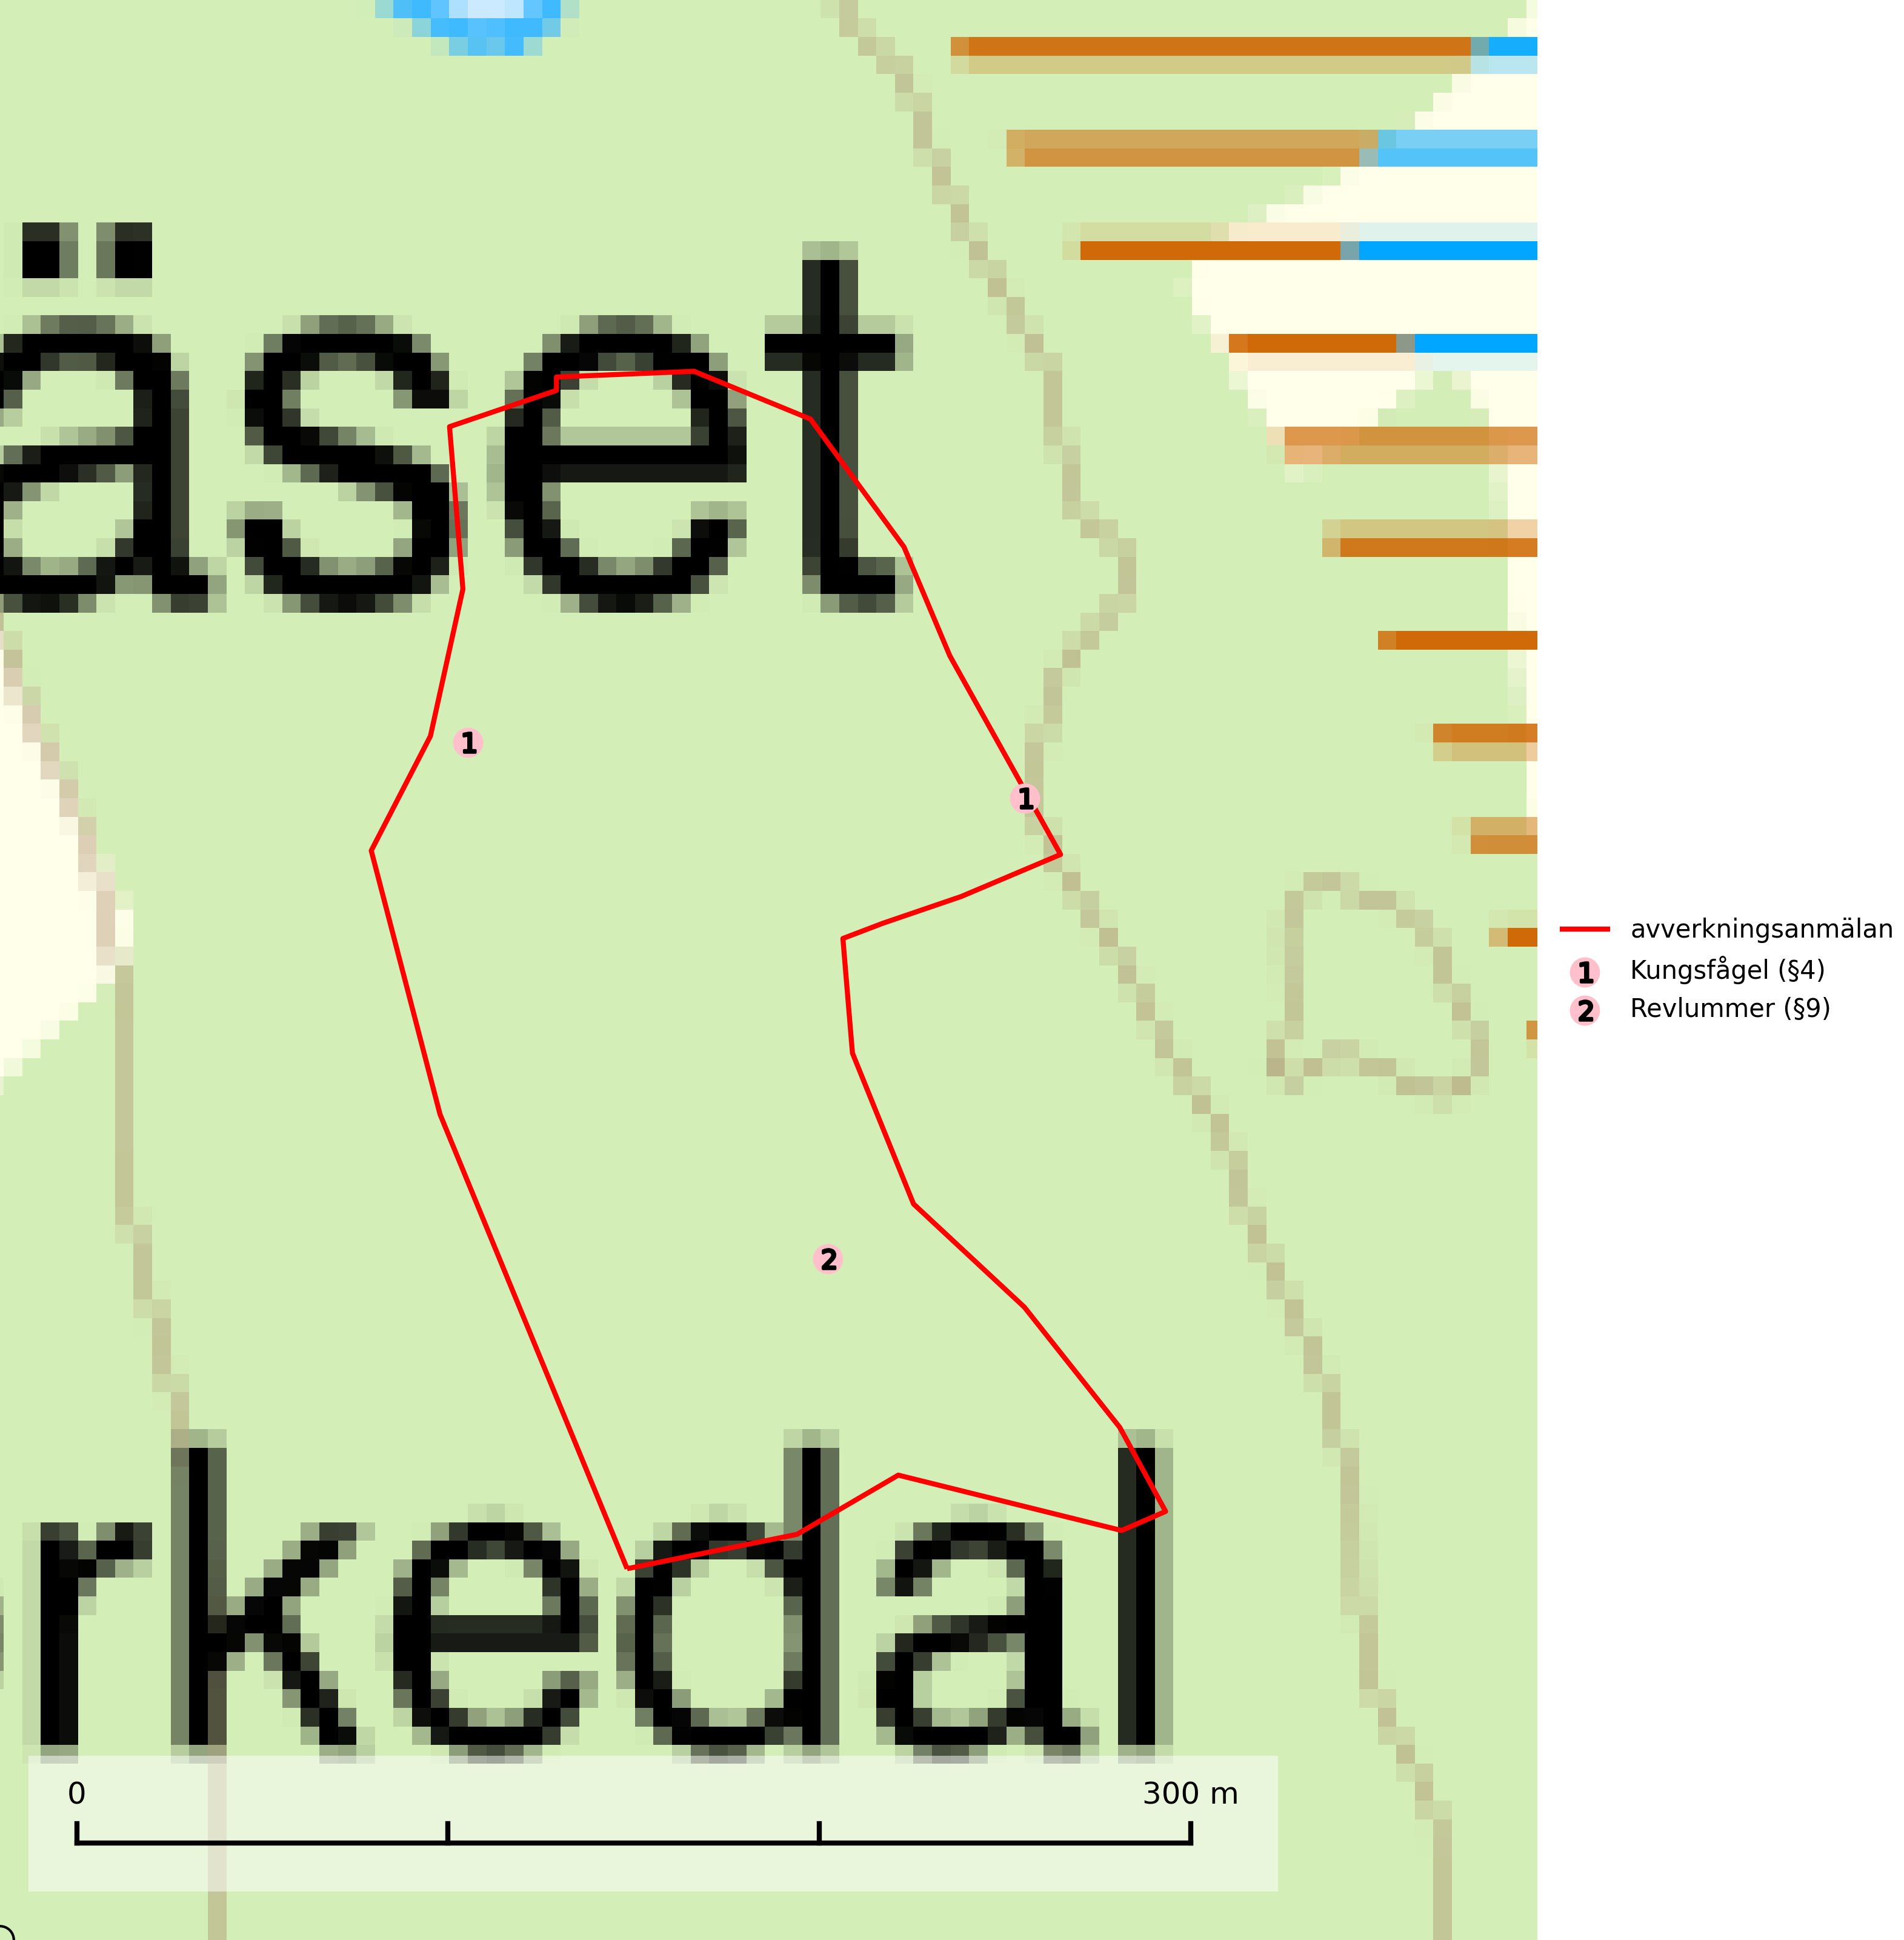 äset
1
1
2
rkedal
0 300 m
avverkningsanmälan
1 Kungsfågel (§4)
2 Revlummer (§9)